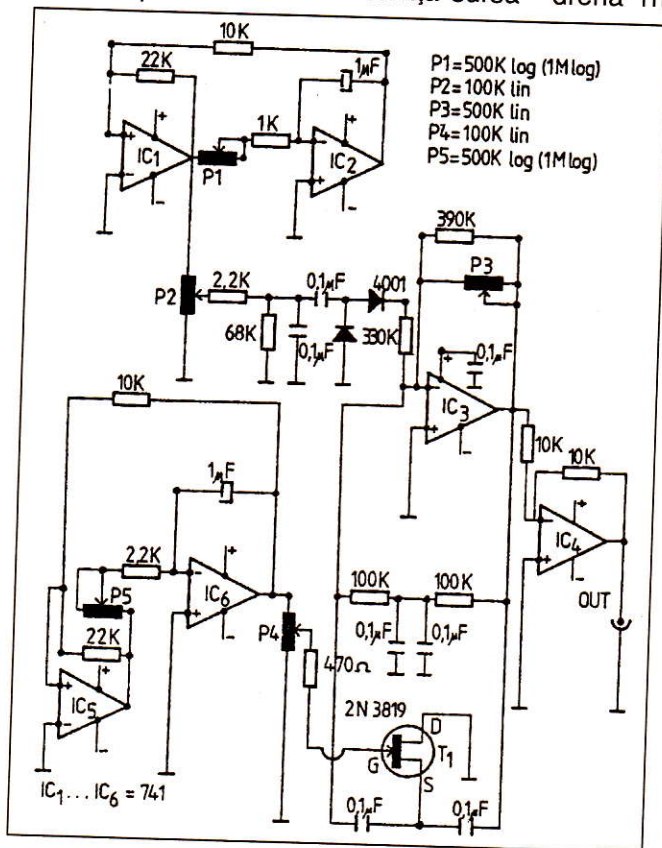 sursă - drenă
10K
22K
1µF
1K
+
-
+
-
IC1
P1
+
-
-
+
IC2
P1=500K log (1M log)
P2=100K lin
P3=500K lin
P4=100K lin
P5=500K log (1M log)
P2
2,2K
0,1µF
4001
68K
0,1µF
330K
390K
P3
+
0,1µF
-
+
IC3
-
10K
10K
-
+
+
-
IC4
OUT
10K
1µF
2,2K
P5
22K
-
+
+
-
IC6
+
-
+
-
IC5
P4
470Ω
100K
100K
0,1µF
0,1µF
2N 3819
D
T1
G
S
0,1µF
0,1µF
IC1...IC6 = 741